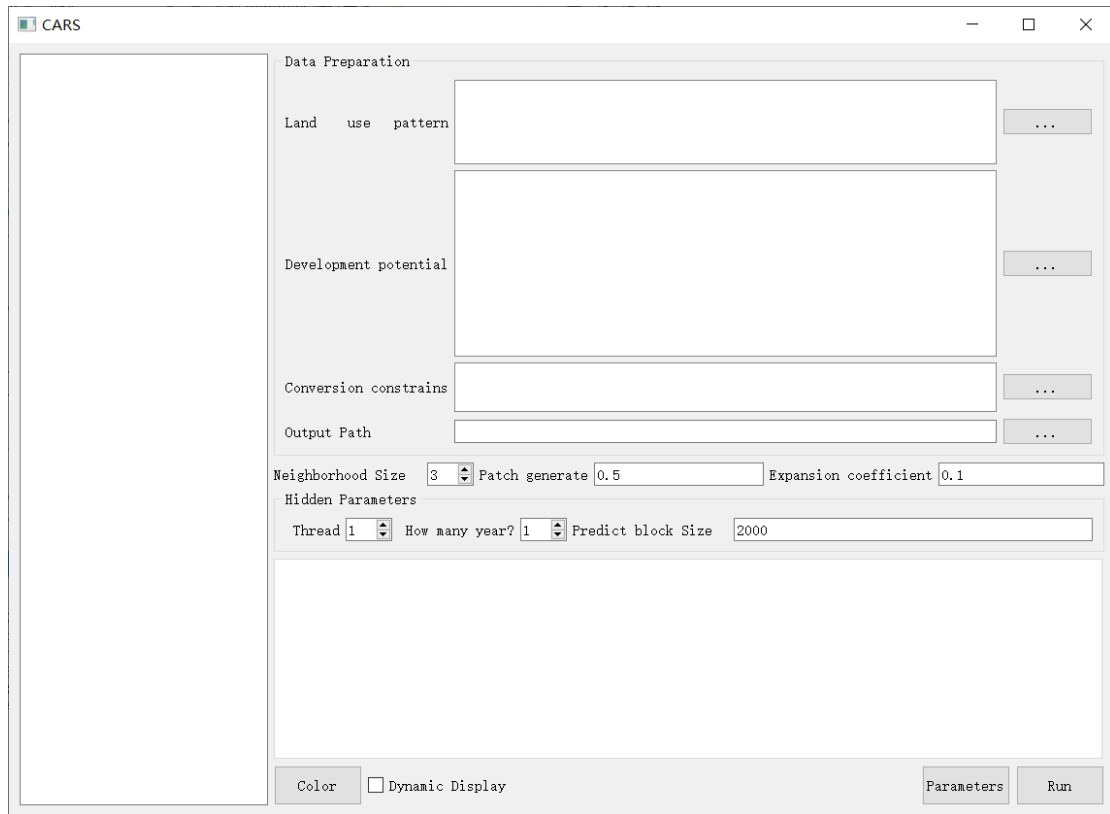 CARS
Data Preparation
Land use pattern
...
Development potential
...
Conversion constrains
...
Output Path
...
Neighborhood Size 3 Patch generate 0.5 Expansion coefficient 0.1
Hidden Parameters
Thread 1 How many year? 1 Predict block Size 2000
Color Dynamic Display Parameters Run